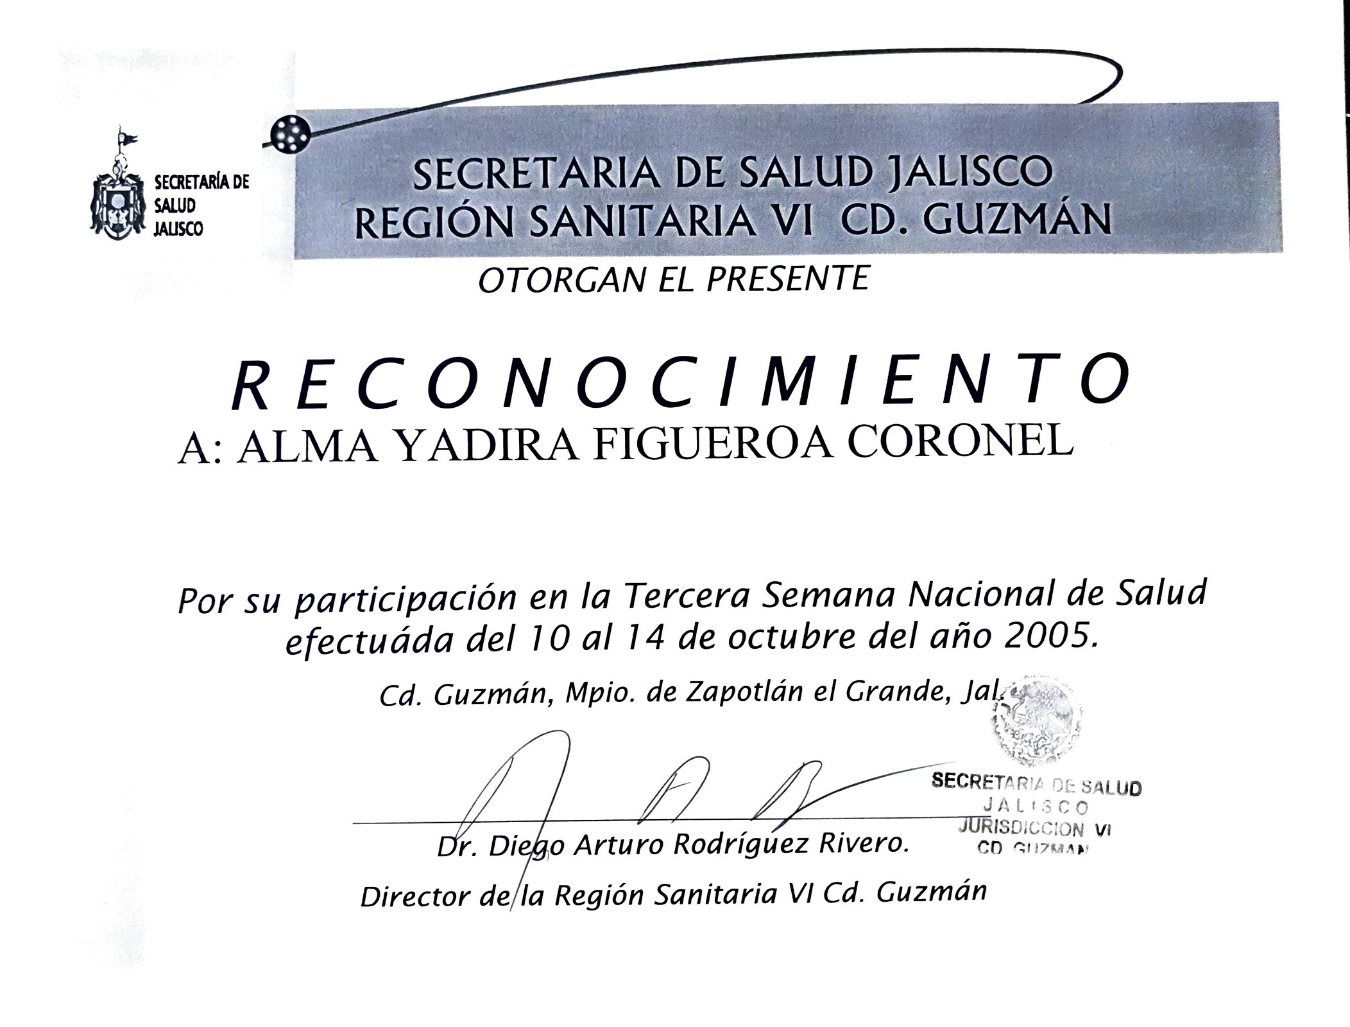 SECRETARÍA DE
SALUD
JALISCO
SECRETARIA DE SALUD JALISCO
REGIÓN SANITARIA VI CD. GUZMÁN
OTORGAN EL PRESENTE
RECONOCIMIENTO
A: ALMA YADIRA FIGUEROA CORONEL
Por su participación en la Tercera Semana Nacional de Salud
efectuáda del 10 al 14 de octubre del año 2005.
Cd. Guzmán, Mpio. de Zapotlán el Grande, Jal.
SECRETARIA DE SALUD
JALISCO
JURISDICCION VI
CD GUZMAN
Dr. Diego Arturo Rodríguez Rivero.
Director de la Región Sanitaria VI Cd. Guzmán